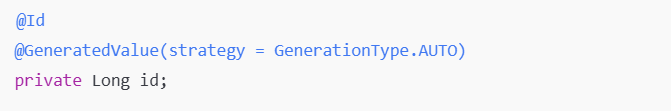 @Id
@GeneratedValue(strategy = GenerationType.AUTO)
private Long id;